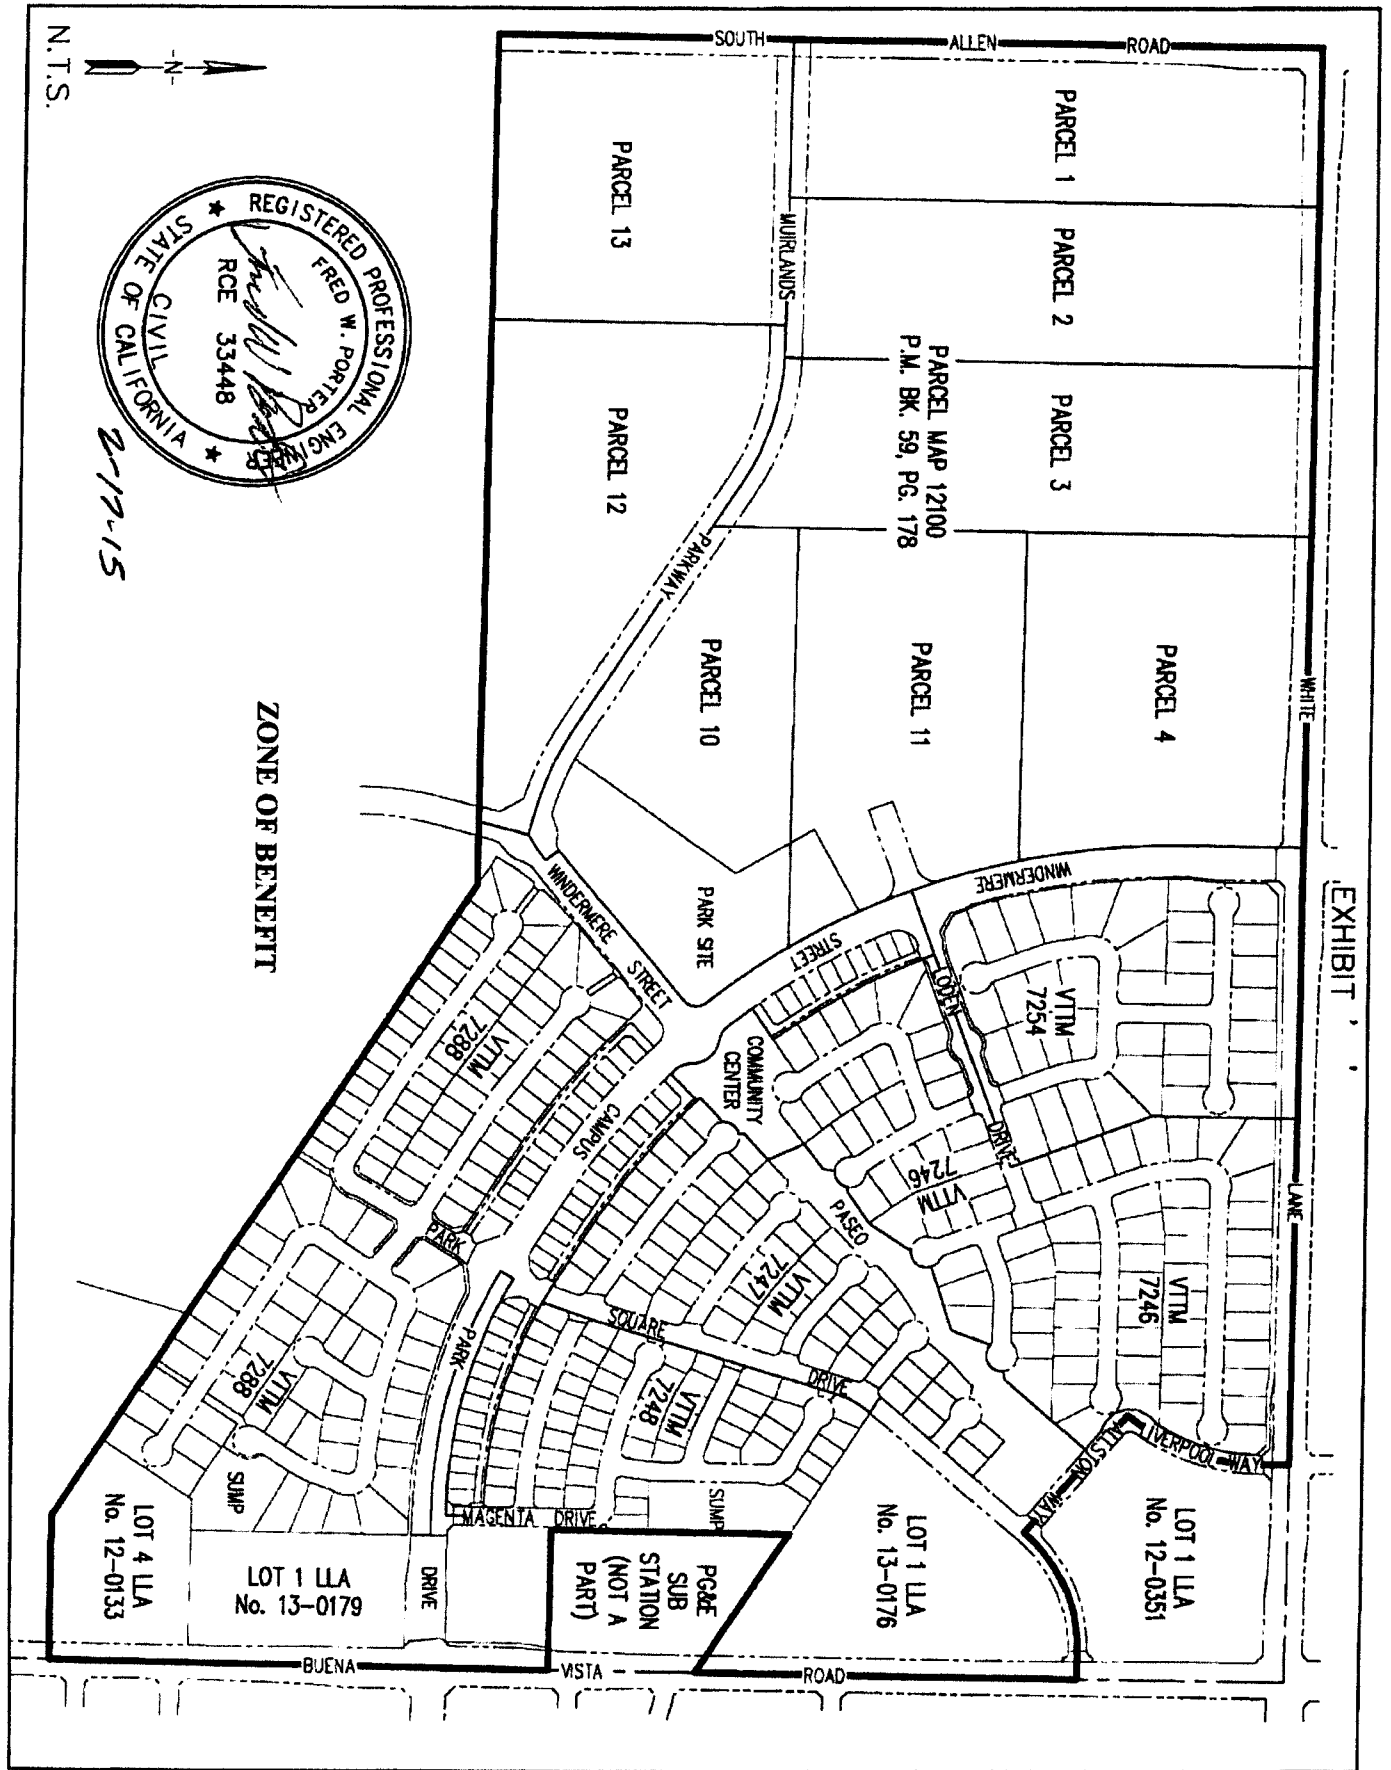 EXHIBIT ' '
SOUTH ALLEN ROAD
WHITE LANE
PARCEL 1
PARCEL 2
PARCEL 3
PARCEL 4
PARCEL MAP 12100
P.M. BK. 59, PG. 178
PARCEL 11
PARCEL 10
PARCEL 13
PARCEL 12
MUIRLANDS PARKWAY
PARK SITE
WINDERMERE STREET
WINDERMERE STREET
LODEN DRIVE
VTTM
7254
VTTM
7246
VTTM
7246
COMMUNITY
CENTER
PASEO
VTTM
7247
CAMPUS
PARK
PARK
DRIVE
SQUARE DRIVE
VTTM
7248
VTTM
7288
VTTM
7288
LIVERPOOL WAY
ALLSTON WAY
LOT 1 LLA
No. 12-0351
LOT 1 LLA
No. 13-0176
SUMP
PG&E
SUB
STATION
(NOT A
PART)
MAGENTA DRIVE
SUMP
LOT 1 LLA
No. 13-0179
LOT 4 LLA
No. 12-0133
BUENA VISTA ROAD
ZONE OF BENEFIT
REGISTERED PROFESSIONAL ENGINEER
FRED W. PORTER
RCE 33448
CIVIL
★ STATE OF CALIFORNIA ★
2-17-15
-N-
N.T.S.